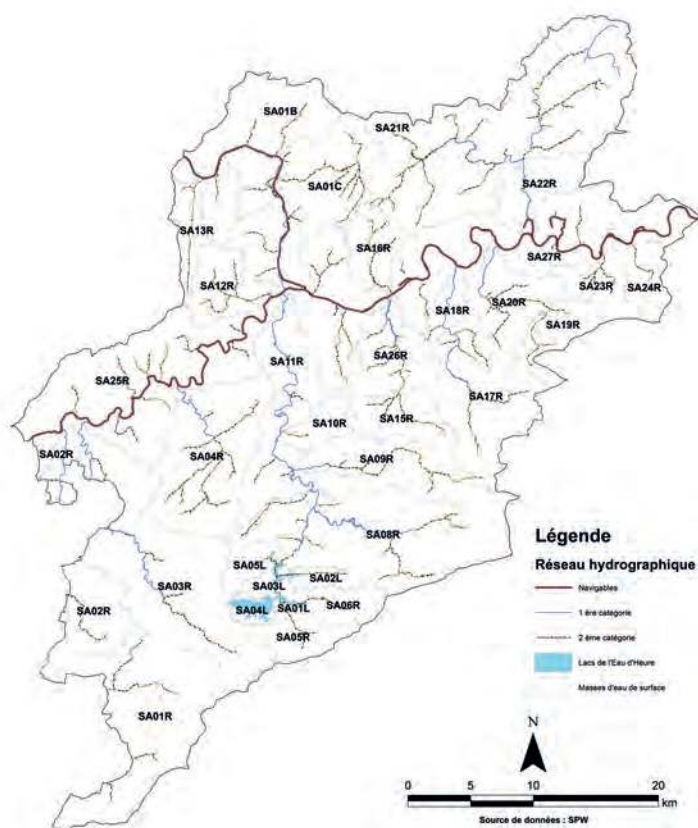 SA01B
SA21R
SA01C
SA22R
SA13R
SA16R
SA27R
SA12R
SA23R
SA24R
SA20R
SA18R
SA19R
SA11R
SA26R
SA25R
SA17R
SA10R
SA15R
SA02R
SA04R
SA09R
SA08R
Légende
Réseau hydrographique
SA05L
SA02L
SA03L
SA03R
SA01L
SA06R
SA02R
SA04L
SA05R
SA01R
Navigables
1 ère catégorie
2 ème catégorie
Lacs de l'Eau d'Heure
Masses d'eau de surface
N
0 5 10 20
km
Source de données : SPW